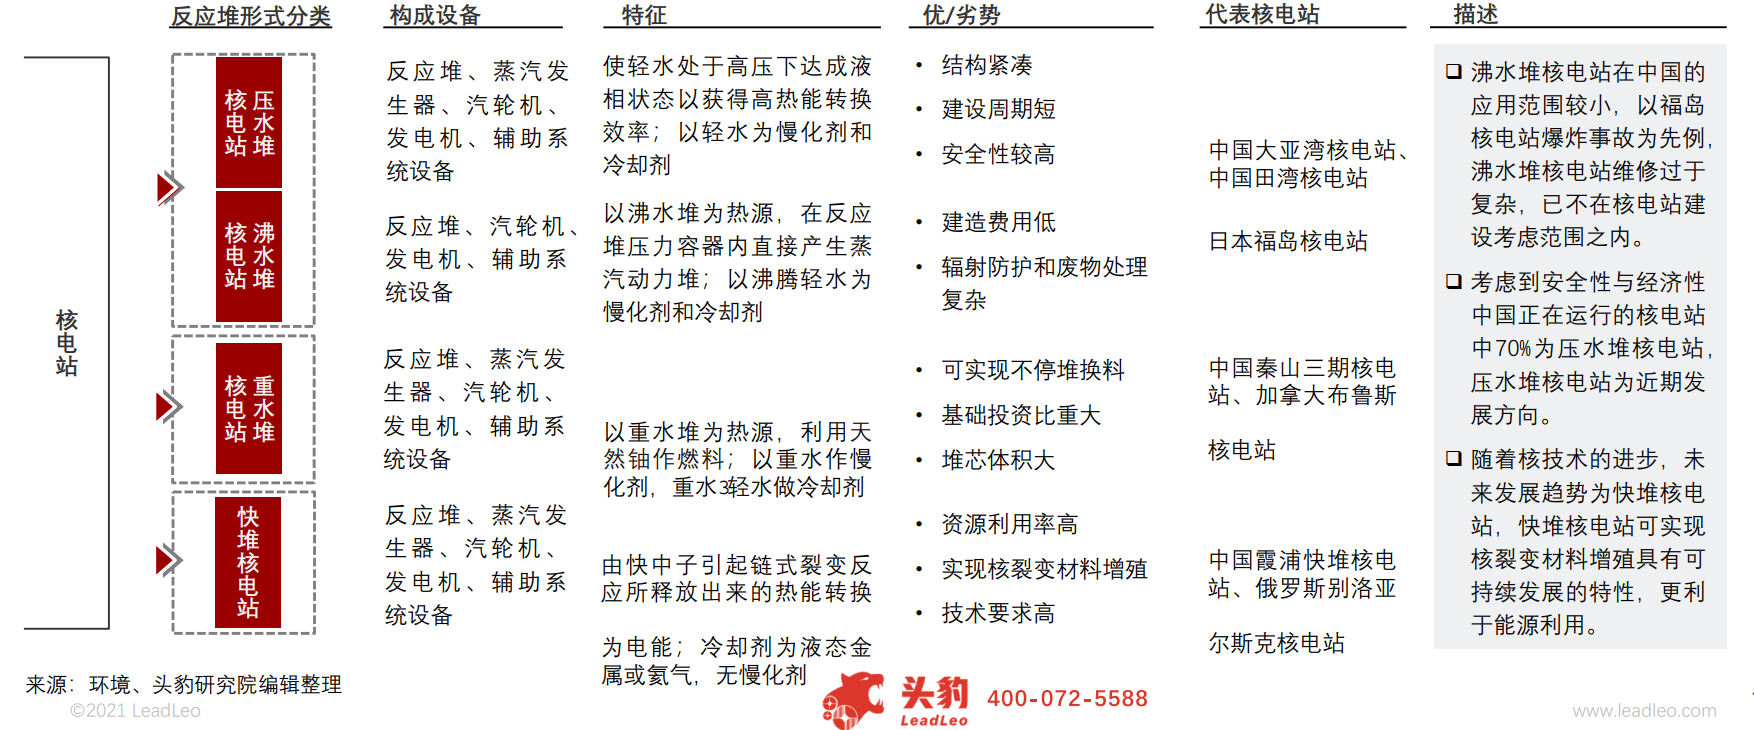 反应堆形式分类
构成设备
特征
优/劣势
代表核电站
描述
核电站
压水堆
核电站
反应堆、蒸汽发
生器、汽轮机、
发电机、辅助系
统设备
使轻水处于高压下达成液
相状态以获得高热能转换
效率；以轻水为慢化剂和
冷却剂
• 结构紧凑
• 建设周期短
• 安全性较高
中国大亚湾核电站、
中国田湾核电站
沸水堆
核电站
反应堆、汽轮机、
发电机、辅助系
统设备
以沸水堆为热源，在反应
堆压力容器内直接产生蒸
汽动力堆；以沸腾轻水为
慢化剂和冷却剂
• 建造费用低
• 辐射防护和废物处理
复杂
日本福岛核电站
重水堆
核电站
反应堆、蒸汽发
生器、汽轮机、
发电机、辅助系
统设备
以重水堆为热源，利用天
然铀作燃料；以重水作慢
化剂，重水轻水做冷却剂
• 可实现不停堆换料
• 基础投资比重大
• 堆芯体积大
中国秦山三期核电
站、加拿大布鲁斯
核电站
快堆核电站
反应堆、蒸汽发
生器、汽轮机、
发电机、辅助系
统设备
由快中子引起链式裂变反
应所释放出来的热能转换
为电能；冷却剂为液态金
属或氦气，无慢化剂
• 资源利用率高
• 实现核裂变材料增殖
• 技术要求高
中国霞浦快堆核电
站、俄罗斯别洛亚
尔斯克核电站
❑ 沸水堆核电站在中国的
应用范围较小，以福岛
核电站爆炸事故为先例，
沸水堆核电站维修过于
复杂，已不在核电站建
设考虑范围之内。
❑ 考虑到安全性与经济性
中国正在运行的核电站
中70%为压水堆核电站，
压水堆核电站为近期发
展方向。
❑ 随着核技术的进步，未
来发展趋势为快堆核电
站，快堆核电站可实现
核裂变材料增殖具有可
持续发展的特性，更利
于能源利用。
来源：环境、头豹研究院编辑整理
©2021 LeadLeo
头豹
LeadLeo
400-072-5588
www.leadleo.com